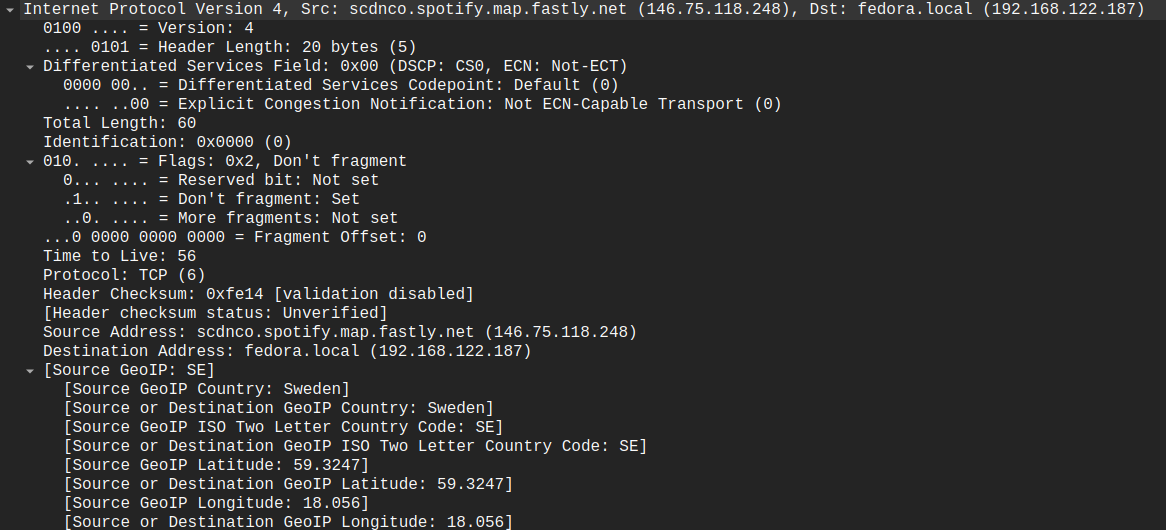 Internet Protocol Version 4, Src: scdnco.spotify.map.fastly.net (146.75.118.248), Dst: fedora.local (192.168.122.187)
0100 .... = Version: 4
.... 0101 = Header Length: 20 bytes (5)
Differentiated Services Field: 0x00 (DSCP: CS0, ECN: Not-ECT)
0000 00.. = Differentiated Services Codepoint: Default (0)
.... ..00 = Explicit Congestion Notification: Not ECN-Capable Transport (0)
Total Length: 60
Identification: 0x0000 (0)
010. .... = Flags: 0x2, Don't fragment
0... .... = Reserved bit: Not set
.1.. .... = Don't fragment: Set
..0. .... = More fragments: Not set
...0 0000 0000 0000 = Fragment Offset: 0
Time to Live: 56
Protocol: TCP (6)
Header Checksum: 0xfe14 [validation disabled]
[Header checksum status: Unverified]
Source Address: scdnco.spotify.map.fastly.net (146.75.118.248)
Destination Address: fedora.local (192.168.122.187)
[Source GeoIP: SE]
[Source GeoIP Country: Sweden]
[Source or Destination GeoIP Country: Sweden]
[Source GeoIP ISO Two Letter Country Code: SE]
[Source or Destination GeoIP ISO Two Letter Country Code: SE]
[Source GeoIP Latitude: 59.3247]
[Source or Destination GeoIP Latitude: 59.3247]
[Source GeoIP Longitude: 18.056]
[Source or Destination GeoIP Longitude: 18.056]